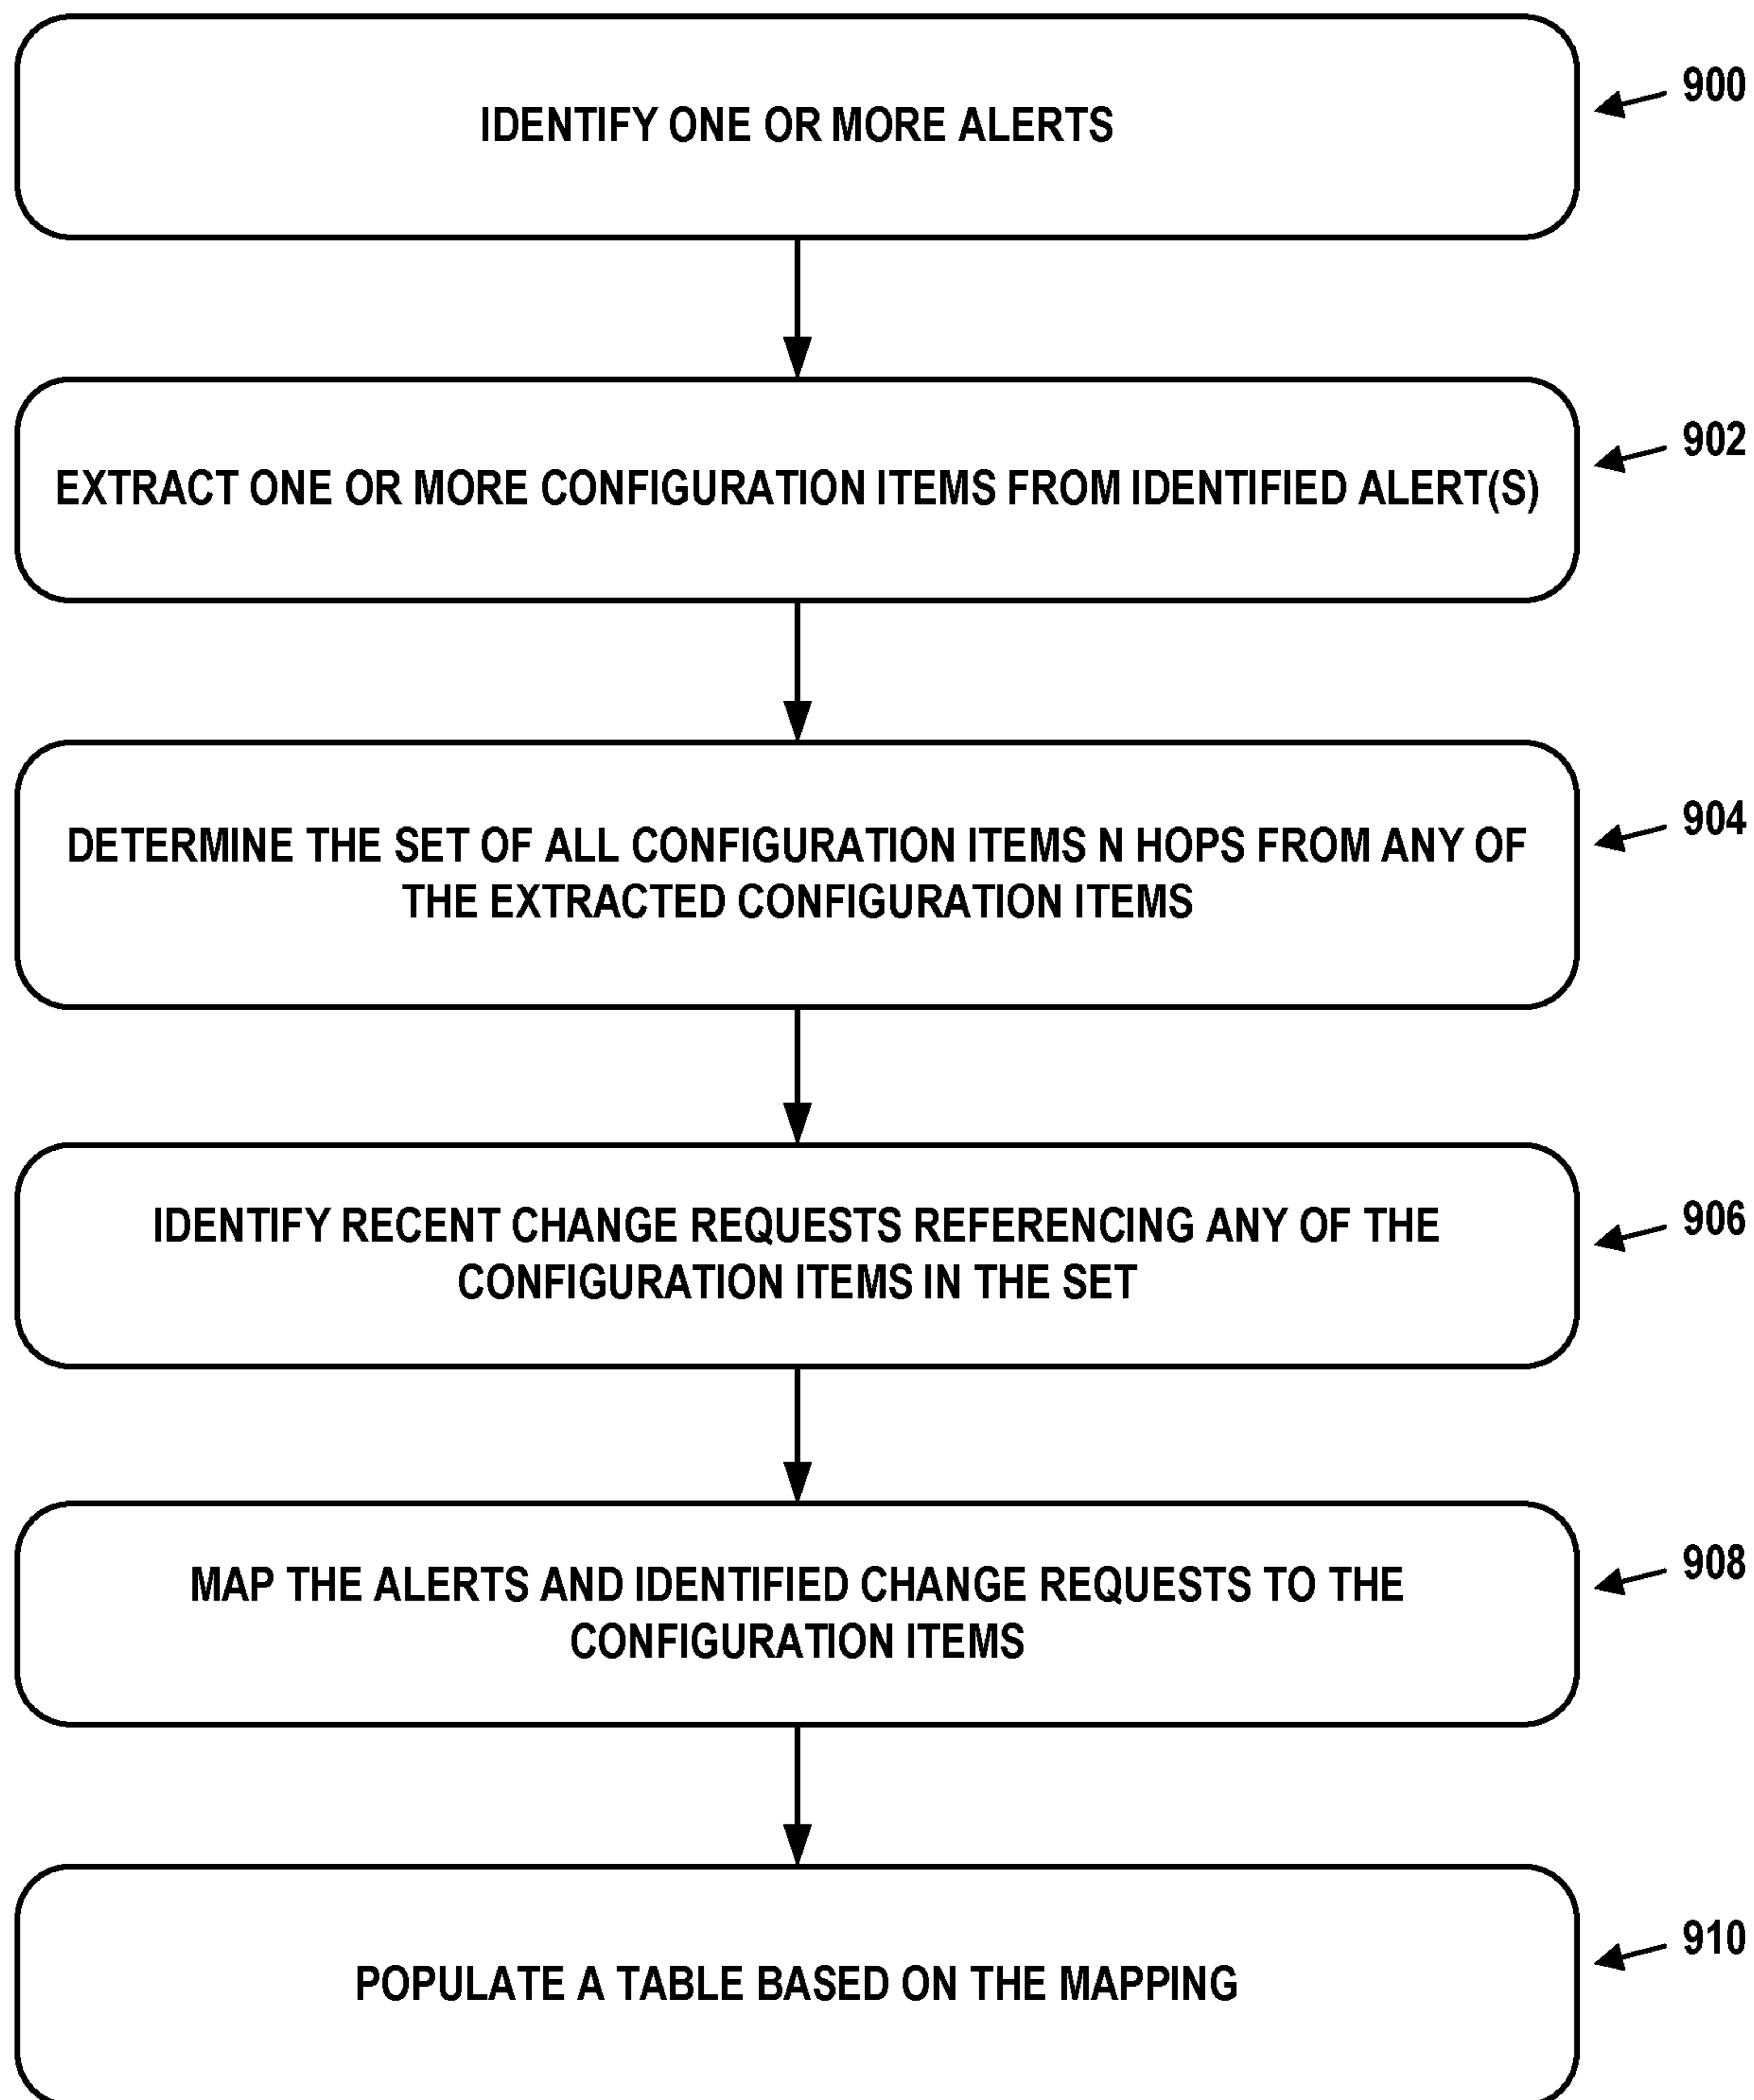 IDENTIFY ONE OR MORE ALERTS
900
EXTRACT ONE OR MORE CONFIGURATION ITEMS FROM IDENTIFIED ALERT(S)
902
DETERMINE THE SET OF ALL CONFIGURATION ITEMS N HOPS FROM ANY OF
THE EXTRACTED CONFIGURATION ITEMS
904
IDENTIFY RECENT CHANGE REQUESTS REFERENCING ANY OF THE
CONFIGURATION ITEMS IN THE SET
906
MAP THE ALERTS AND IDENTIFIED CHANGE REQUESTS TO THE
CONFIGURATION ITEMS
908
POPULATE A TABLE BASED ON THE MAPPING
910